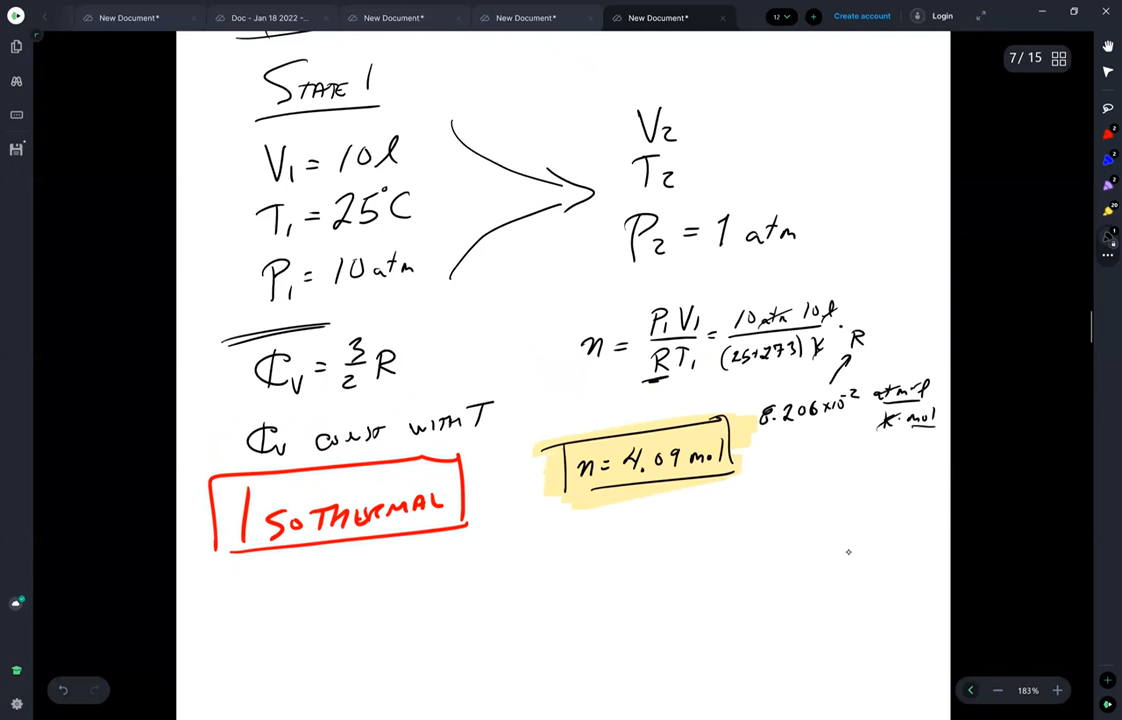 New Document*
Doc - Jan 18 2022 -...
New Document*
New Document*
New Document*
12
Create account
Login
7 / 15
STATE 1
V₁ = 10 l
T₁ = 25°C
P₁ = 10 atm
V₂
T₂
P₂ = 1 atm
ℂᵥ = 3/2 R
ℂᵥ const with T
ISOTHERMAL
n = P₁V₁ / RT₁ = 10 atm 10 l / (25+273) K · R
8.206×10⁻² atm·l / K·mol
n = 4.09 mol
183%